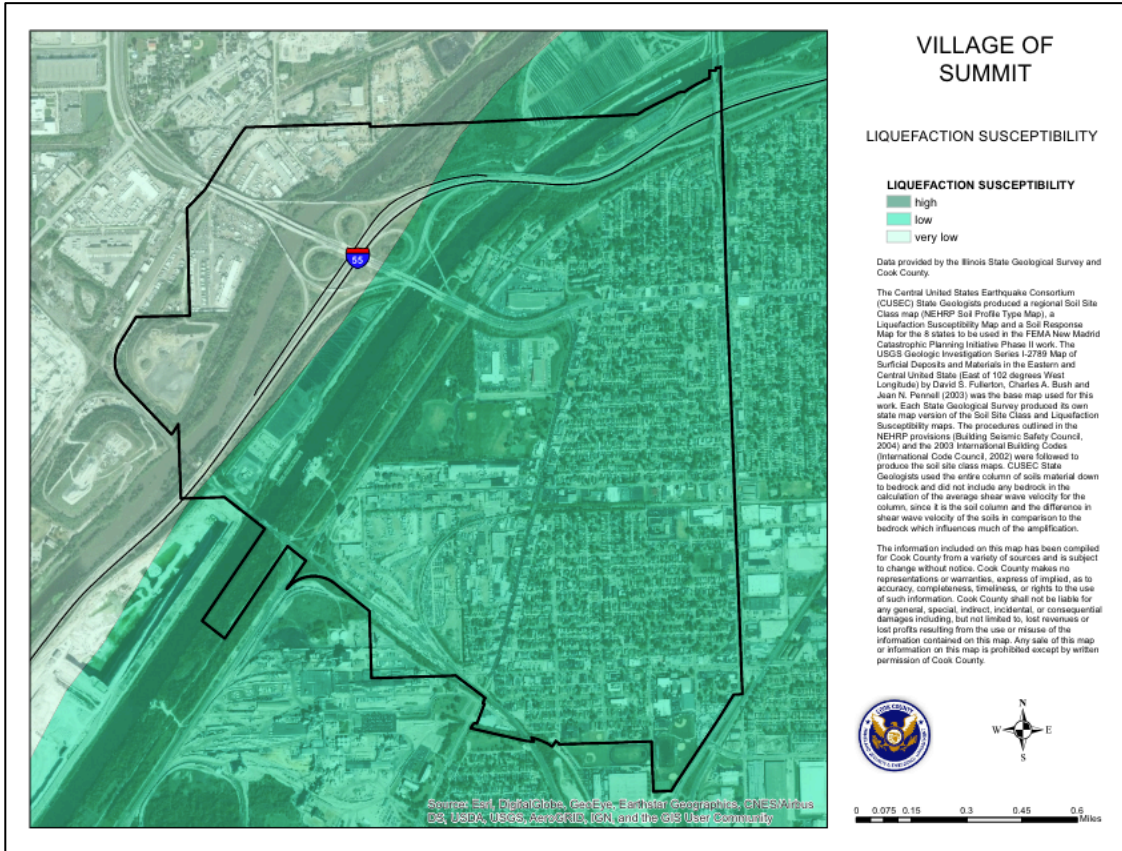 VILLAGE OF
SUMMIT
LIQUEFACTION SUSCEPTIBILITY
LIQUEFACTION SUSCEPTIBILITY
high
low
very low
Data provided by the Illinois State Geological Survey and
Cook County.
The Central United States Earthquake Consortium
(CUSEC) State Geologists produced a regional Soil Site
Class map (NEHRP Soil Profile Type Map), a
Liquefaction Susceptibility Map and a Soil Response
Map for the 8 states to be used in the FEMA New Madrid
Catastrophic Planning Initiative Phase II work. The
USGS Geologic Investigation Series I-2789 Map of
Surficial Deposits and Materials in the Eastern and
Central United State (East of 102 degrees West
Longitude) by David S. Fullerton, Charles A. Bush and
Jean N. Pennell (2003) was the base map used for this
work. Each State Geological Survey produced its own
state map version of the Soil Site Class and Liquefaction
Susceptibility maps. The procedures outlined in the
NEHRP provisions (Building Seismic Safety Council,
2004) and the 2003 International Building Codes
(International Code Council, 2002) were followed to
produce the soil site class maps. CUSEC State
Geologists used the entire column of soils material down
to bedrock and did not include any bedrock in the
calculation of the average shear wave velocity for the
column, since it is the soil column and the difference in
shear wave velocity of the soils in comparison to the
bedrock which influences much of the amplification.
The information included on this map has been compiled
for Cook County from a variety of sources and is subject
to change without notice. Cook County makes no
representations or warranties, express of implied, as to
accuracy, completeness, timeliness, or rights to the use
of such information. Cook County shall not be liable for
any general, special, indirect, incidental, or consequential
damages including, but not limited to, lost revenues or
lost profits resulting from the use or misuse of the
information contained on this map. Any sale of this map
or information on this map is prohibited except by written
permission of Cook County.
55
N
W E
S
COOK COUNTY
0 0.075 0.15 0.3 0.45 0.6
Miles
Source: Esri, DigitalGlobe, GeoEye, Earthstar Geographics, CNES/Airbus
DS, USDA, USGS, AeroGRID, IGN, and the GIS User Community